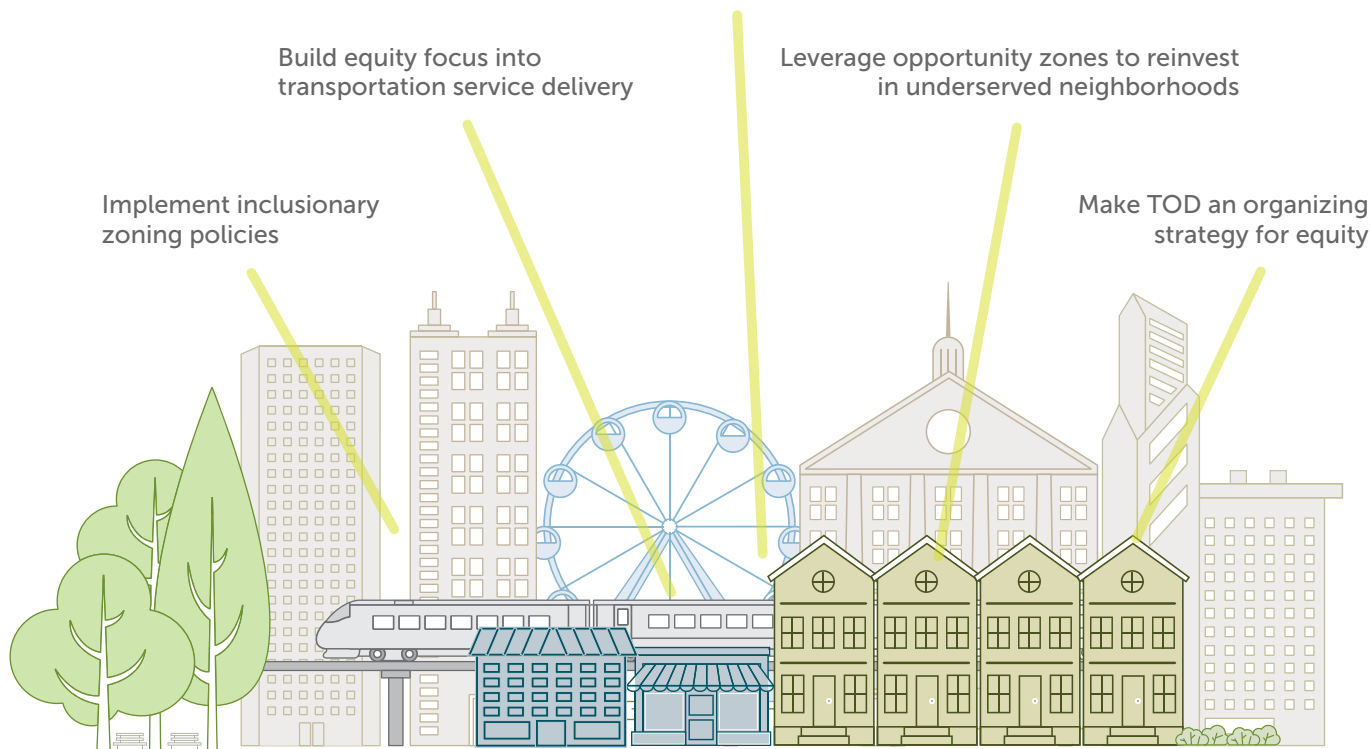 Build equity focus into
transportation service delivery
Leverage opportunity zones to reinvest
in underserved neighborhoods
Implement inclusionary
zoning policies
Make TOD an organizing
strategy for equity